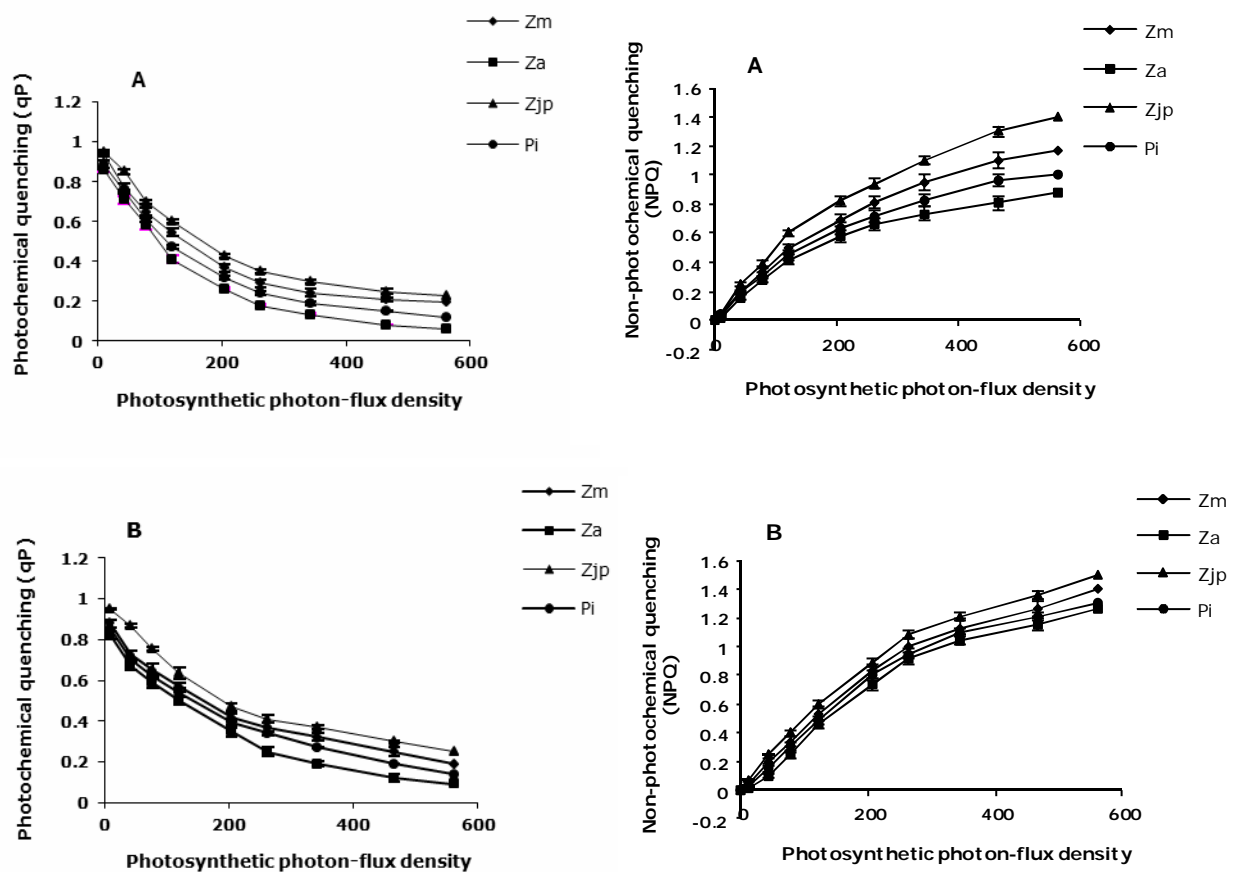 A
Photochemical quenching (qP)
1.2
1
0.8
0.6
0.4
0.2
0
0 200 400 600
Photosynthetic photon-flux density
Zm
Za
Zjp
Pi
A
Non-photochemical quenching
(NPQ)
1.6
1.4
1.2
1
0.8
0.6
0.4
0.2
0
-0.2
0 200 400 600
Photosynthetic photon-flux density
Zm
Za
Zjp
Pi
B
Photochemical quenching (qP)
1.2
1
0.8
0.6
0.4
0.2
0
0 200 400 600
Photosynthetic photon-flux density
Zm
Za
Zjp
Pi
B
Non-photochemical quenching
(NPQ)
1.6
1.4
1.2
1
0.8
0.6
0.4
0.2
0
-0.2
0 200 400 600
Photosynthetic photon-flux density
Zm
Za
Zjp
Pi